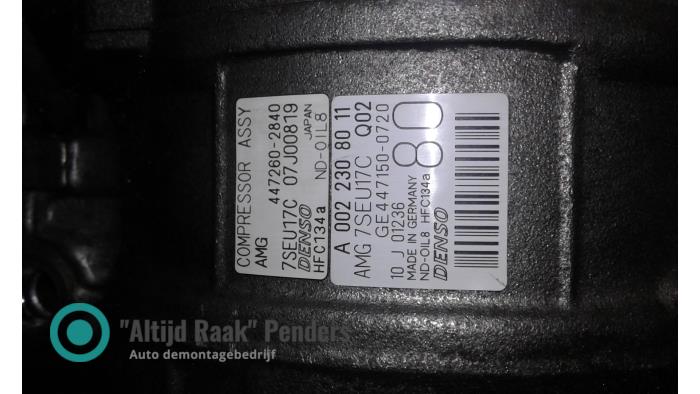 COMPRESSOR ASSY
AMG 447260-2840
7SEU17C 07J00819
DENSO JAPAN
HFC134a ND-OIL8
A 002 230 80 11
AMG 7SEU17C Q02
GE447150-0720
10 J 01236
MADE IN GERMANY
ND-OIL8 HFC134a
DENSO
80
"Altijd Raak" Penders
Auto demontagebedrijf